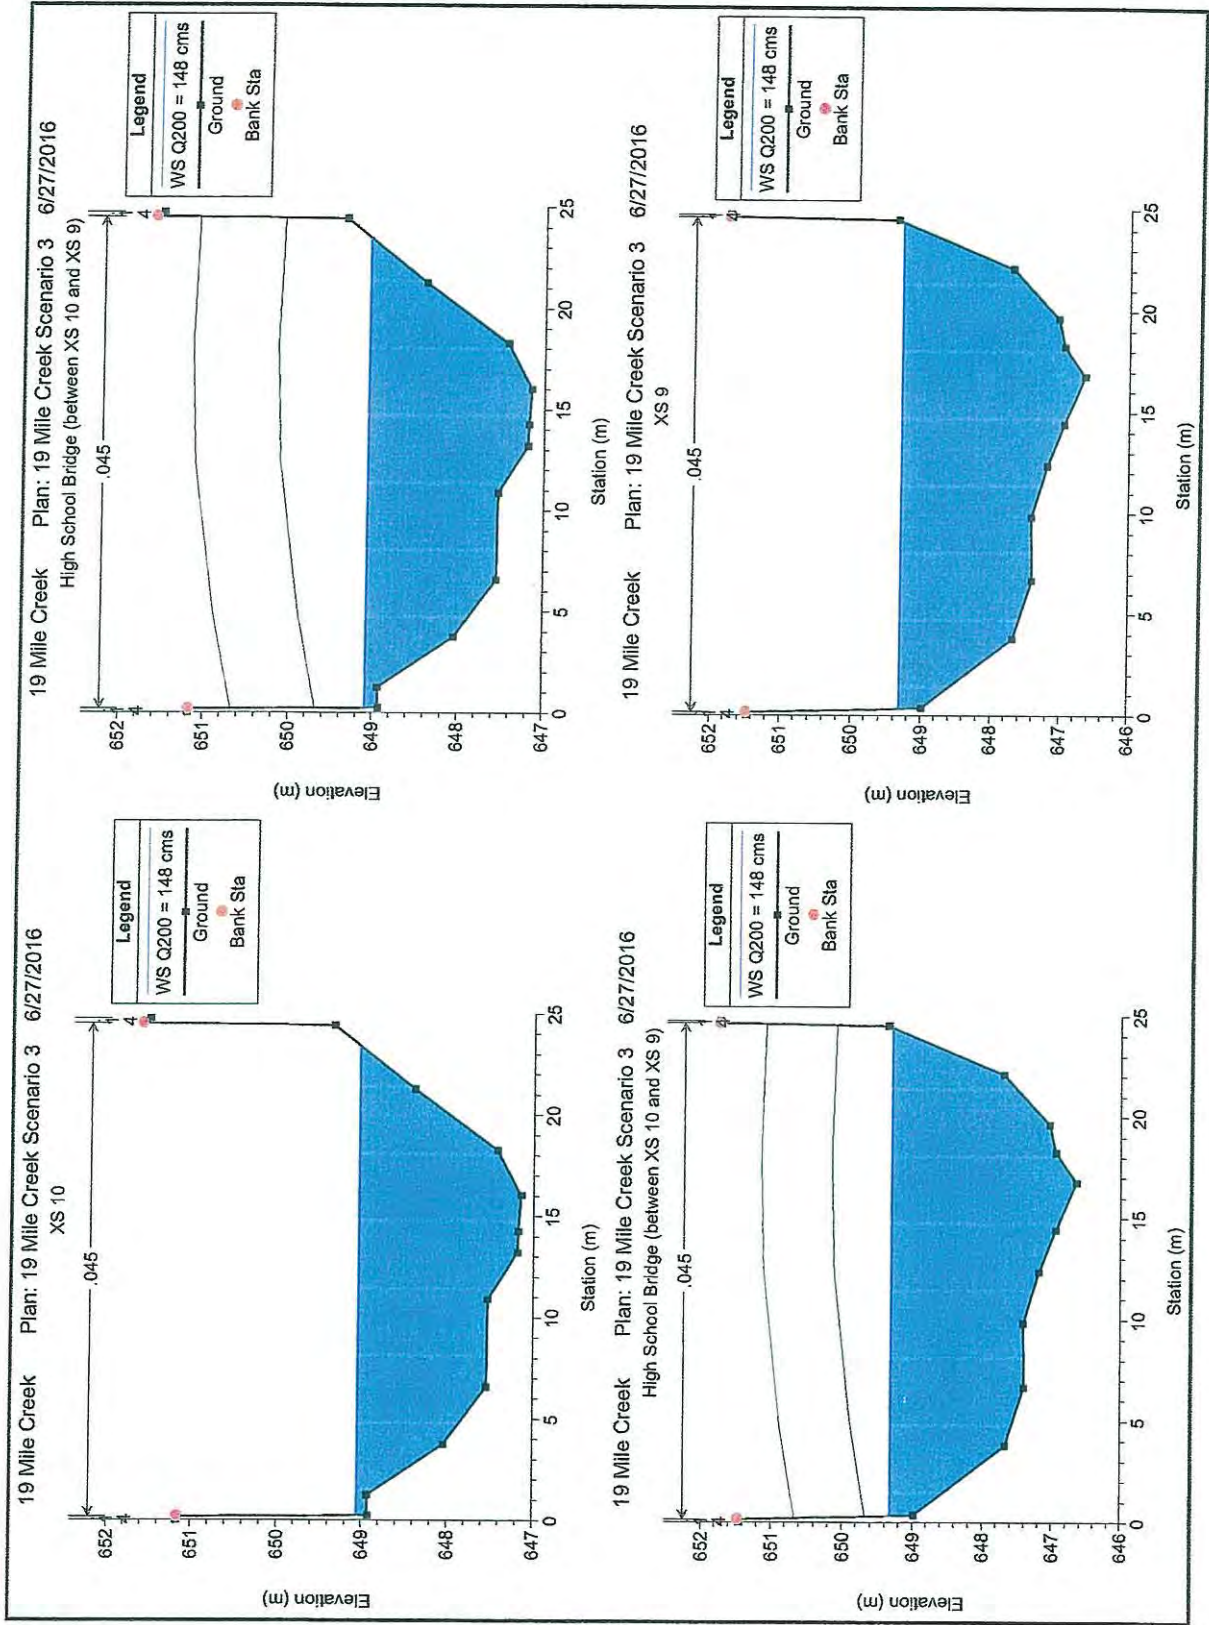 19 Mile Creek Plan: 19 Mile Creek Scenario 3 6/27/2016
XS 10
.045
4
4
Legend
WS Q200 = 148 cms
Ground
Bank Sta
652
651
650
649
648
647
Elevation (m)
0 5 10 15 20 25
Station (m)
19 Mile Creek Plan: 19 Mile Creek Scenario 3 6/27/2016
High School Bridge (between XS 10 and XS 9)
.045
4
4
Legend
WS Q200 = 148 cms
Ground
Bank Sta
652
651
650
649
648
647
Elevation (m)
0 5 10 15 20 25
Station (m)
19 Mile Creek Plan: 19 Mile Creek Scenario 3 6/27/2016
High School Bridge (between XS 10 and XS 9)
.045
4
4
Legend
WS Q200 = 148 cms
Ground
Bank Sta
652
651
650
649
648
647
646
Elevation (m)
0 5 10 15 20 25
Station (m)
19 Mile Creek Plan: 19 Mile Creek Scenario 3 6/27/2016
XS 9
.045
4
4
Legend
WS Q200 = 148 cms
Ground
Bank Sta
652
651
650
649
648
647
646
Elevation (m)
0 5 10 15 20 25
Station (m)